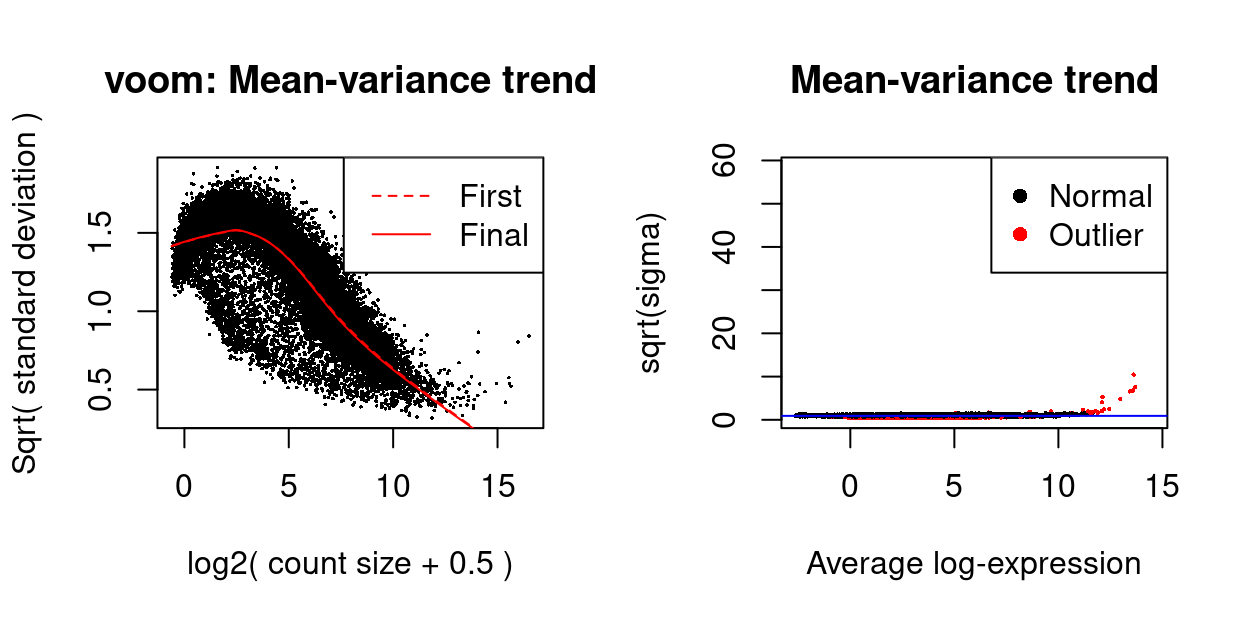 voom: Mean-variance trend
Sqrt( standard deviation )
1.5
1.0
0.5
First
Final
0 5 10 15
log2( count size + 0.5 )
Mean-variance trend
sqrt(sigma)
60
40
20
0
Normal
Outlier
0 5 10 15
Average log-expression